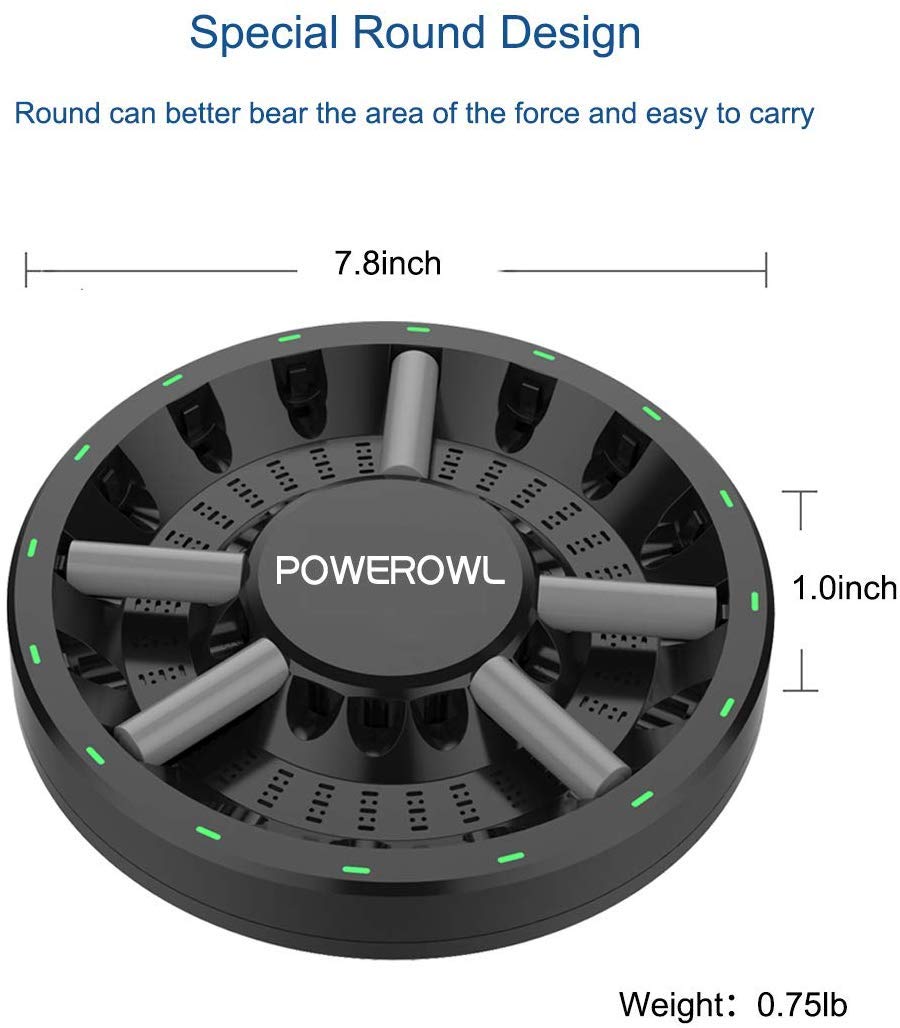 Special Round Design
Round can better bear the area of the force and easy to carry
7.8inch
POWEROWL
1.0inch
Weight：0.75lb